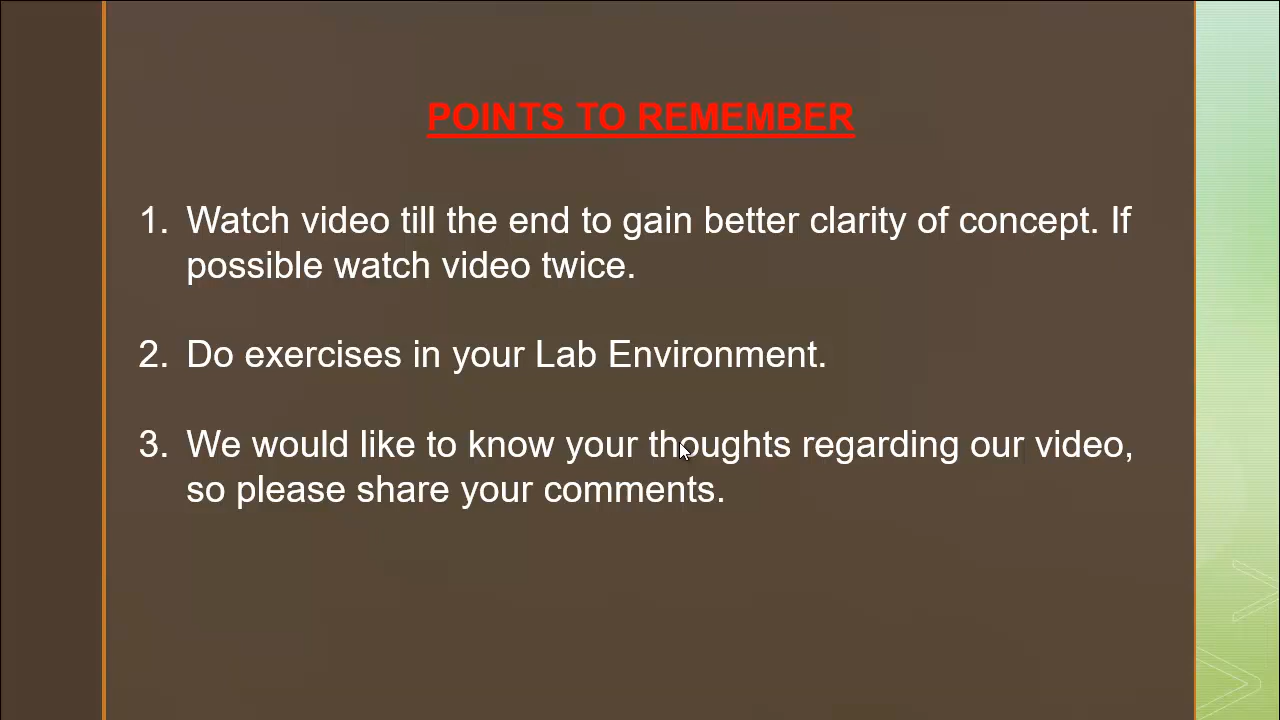 POINTS TO REMEMBER
1. Watch video till the end to gain better clarity of concept. If
possible watch video twice.
2. Do exercises in your Lab Environment.
3. We would like to know your thoughts regarding our video,
so please share your comments.